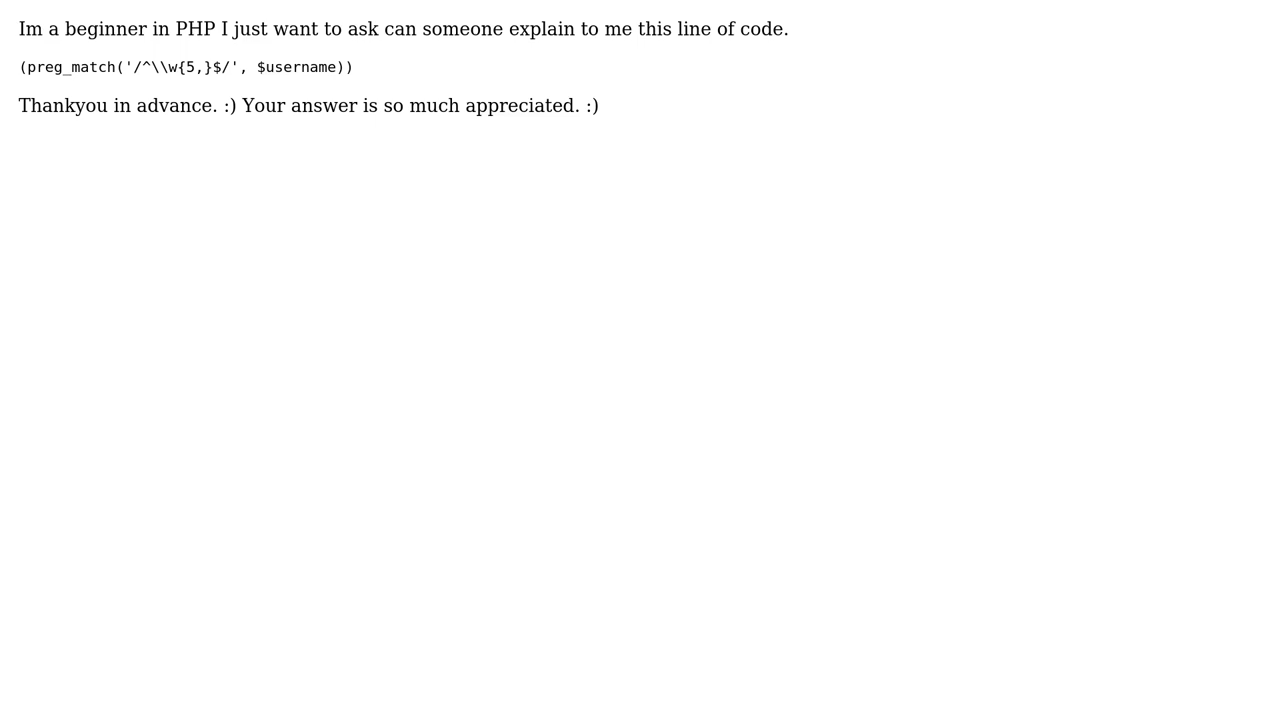 Im a beginner in PHP I just want to ask can someone explain to me this line of code.
(preg_match('/^\\w{5,}$/', $username))
Thankyou in advance. :) Your answer is so much appreciated. :)